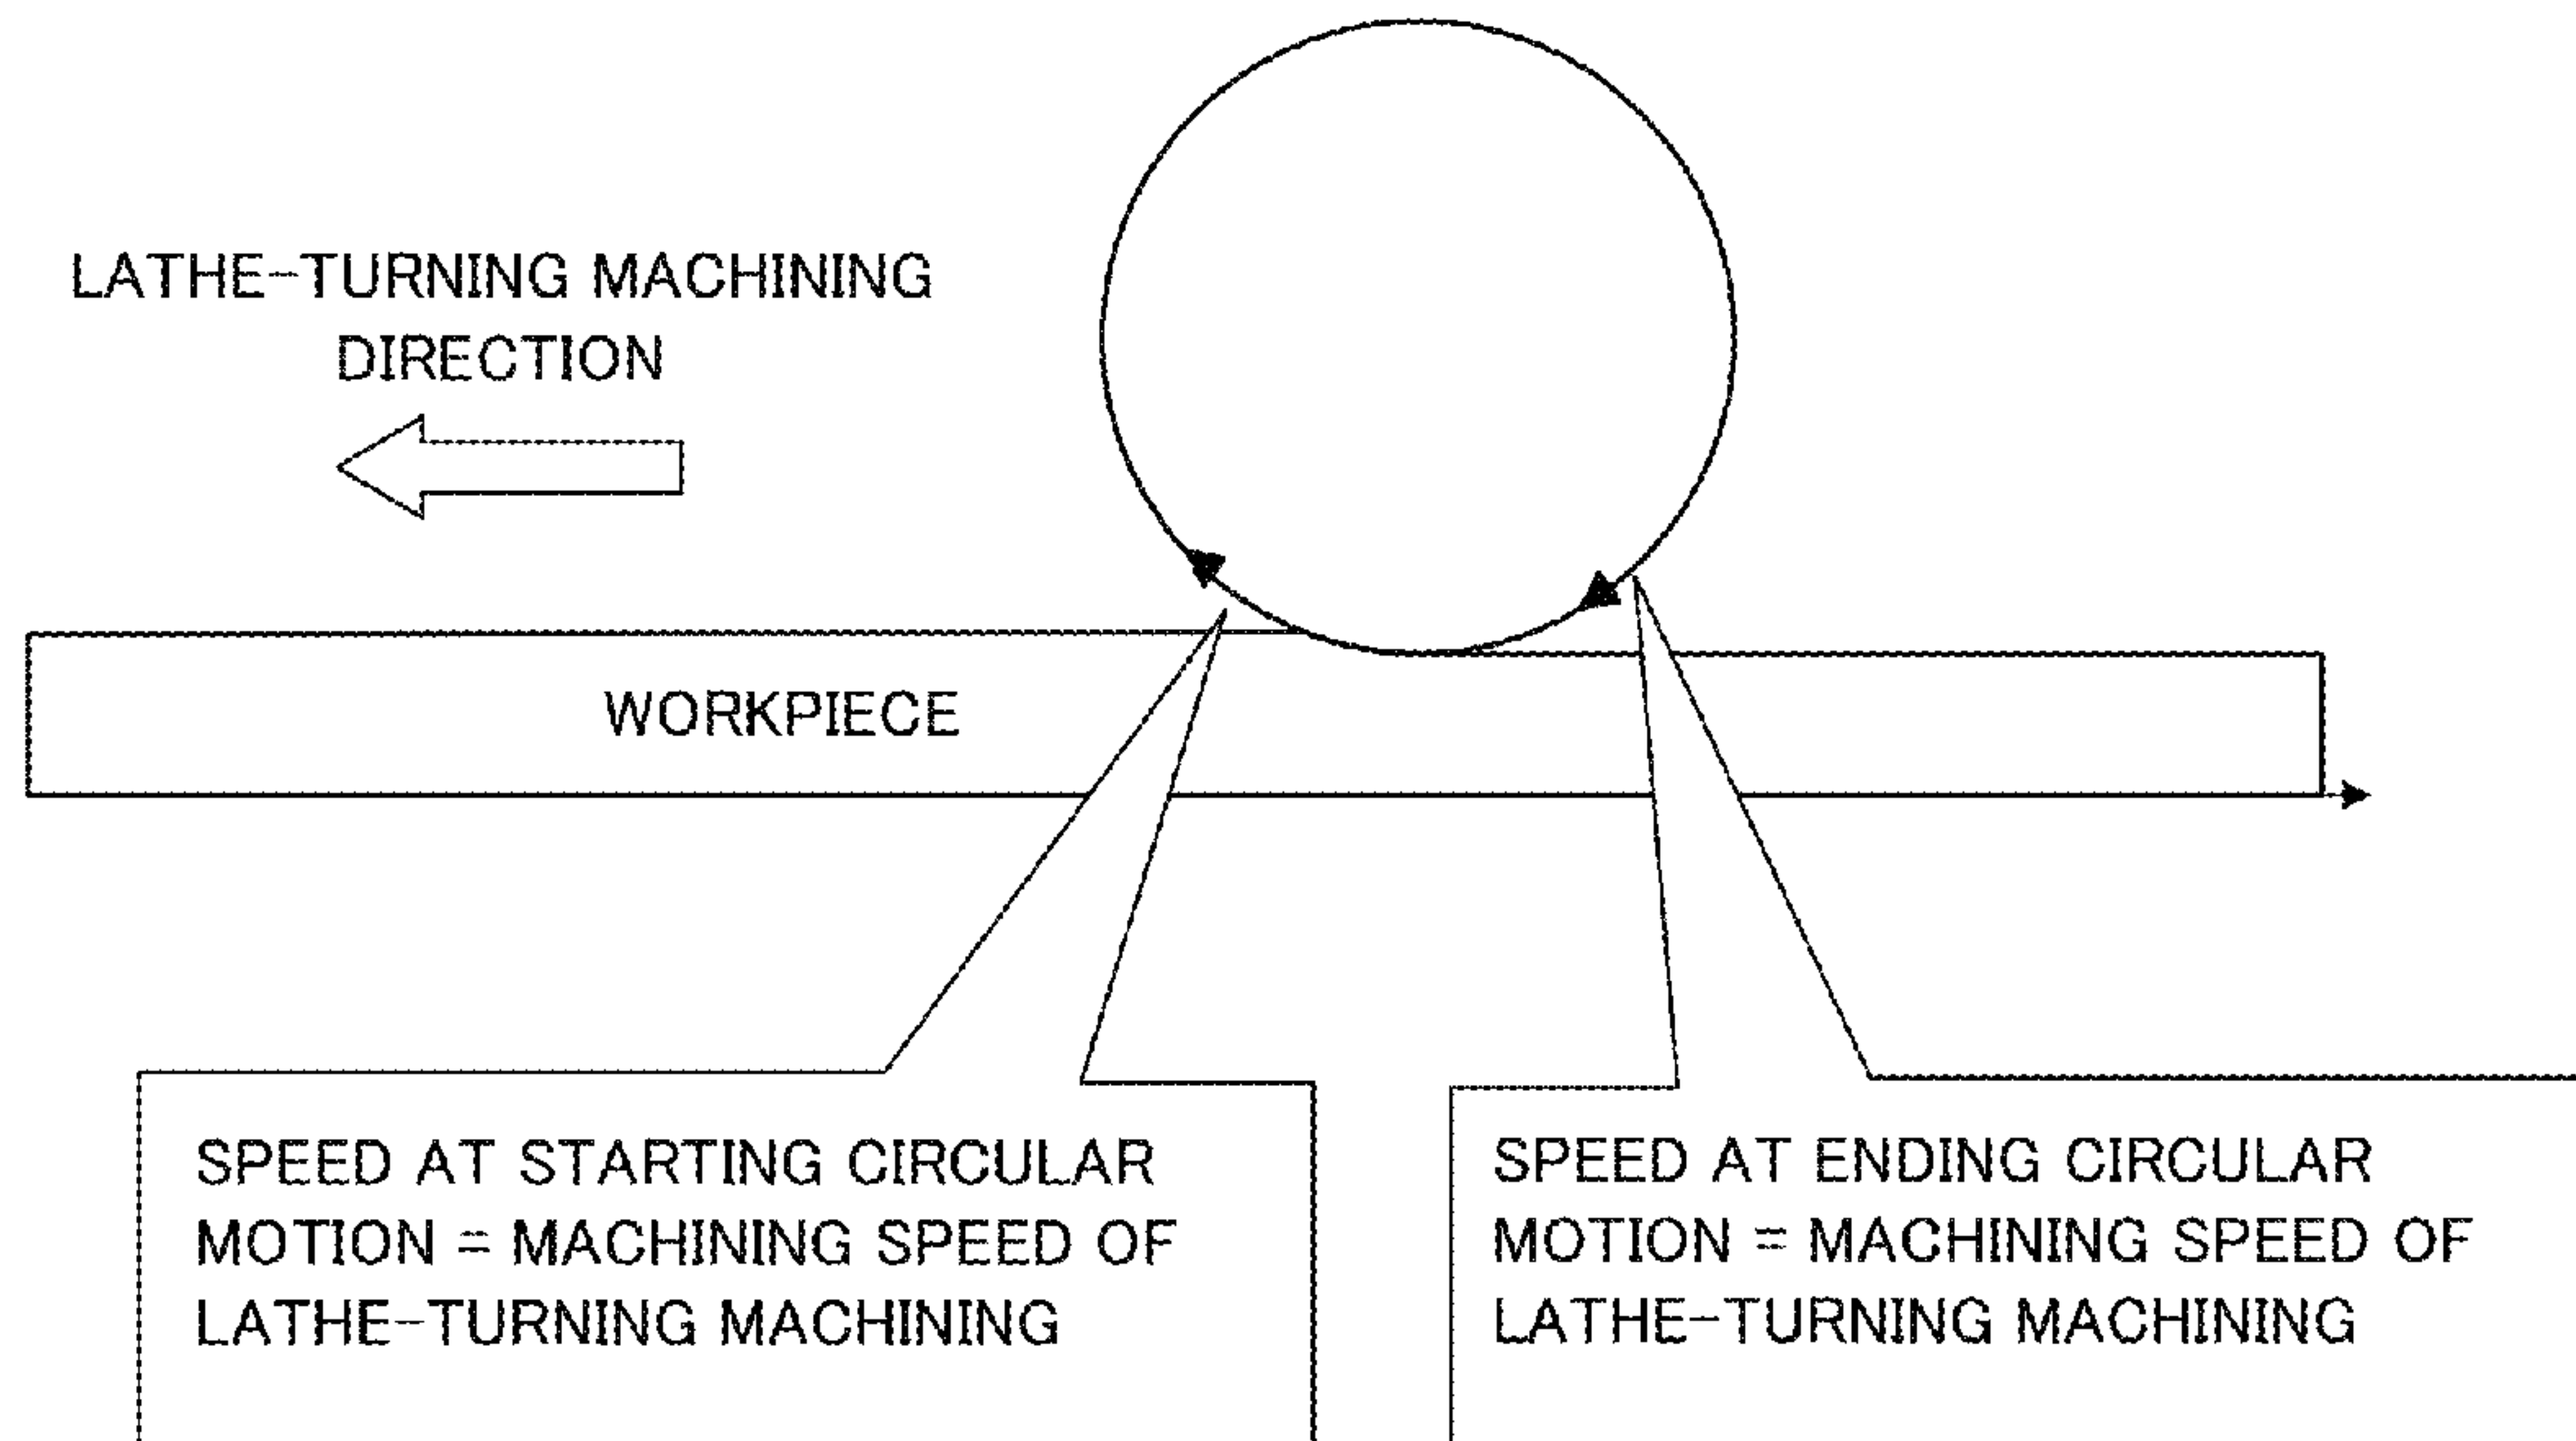 LATHE-TURNING MACHINING
DIRECTION
WORKPIECE
SPEED AT STARTING CIRCULAR
MOTION = MACHINING SPEED OF
LATHE-TURNING MACHINING
SPEED AT ENDING CIRCULAR
MOTION = MACHINING SPEED OF
LATHE-TURNING MACHINING